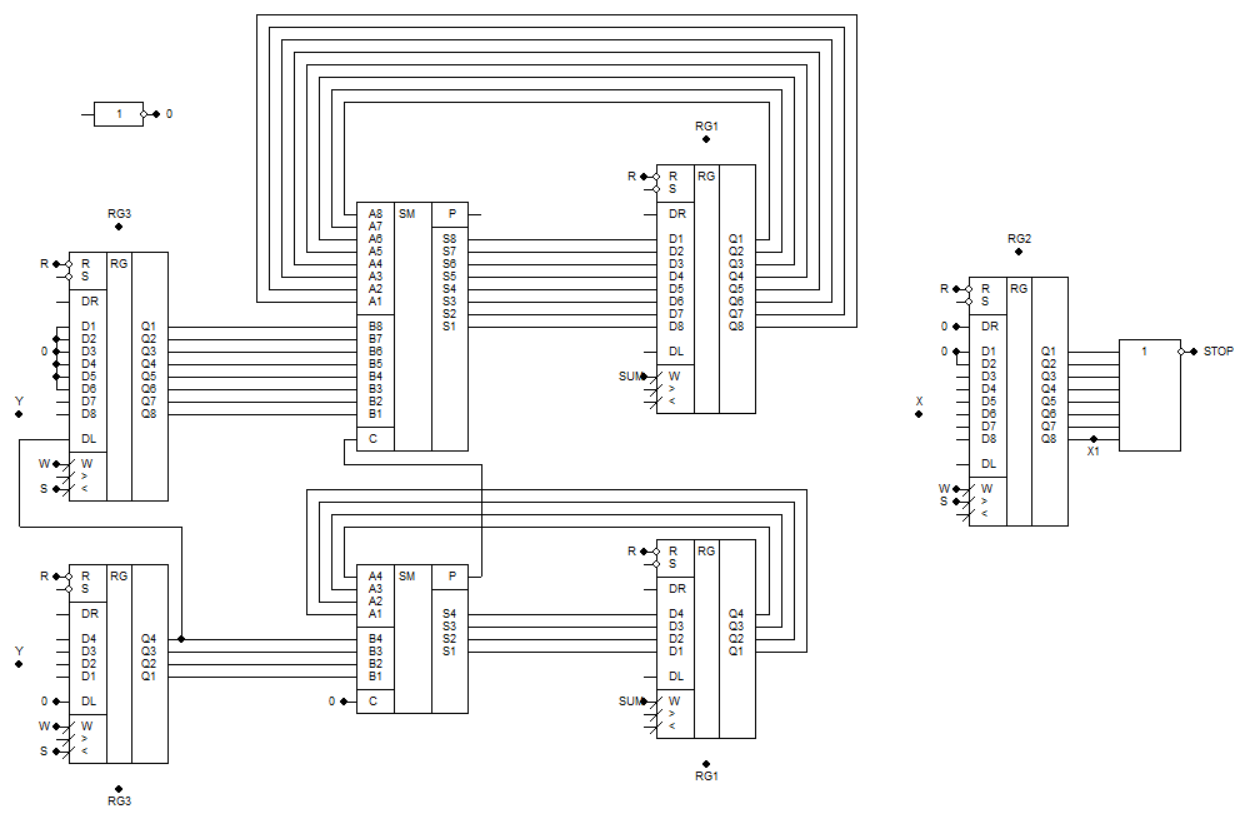 1 0
RG1
R R RG
S
DR
D1 Q1
D2 Q2
D3 Q3
D4 Q4
D5 Q5
D6 Q6
D7 Q7
D8 Q8
DL
SUM W
>
<
A8 SM P
A7
A6 S8
A5 S7
A4 S6
A3 S5
A2 S4
A1 S3
S2
B8 S1
B7
B6
B5
B4
B3
B2
B1
C
RG3
R R RG
S
DR
D1 Q1
D2 Q2
0 D3 Q3
D4 Q4
D5 Q5
D6 Q6
Y D7 Q7
D8 Q8
DL
W W
>
S <
RG2
R R RG
S
0 DR
0 D1 Q1 1 STOP
D2 Q2
D3 Q3
D4 Q4
X D5 Q5
D6 Q6
D7 Q7
D8 Q8
X1
DL
W W
S >
<
R R RG
S
DR
D4 Q4
Y D3 Q3
D2 Q2
D1 Q1
0 DL
W W
>
S <
RG3
A4 SM P
A3
A2
A1 S4
S3
B4 S2
B3 S1
B2
B1
0 C
R R RG
S
DR
D4 Q4
D3 Q3
D2 Q2
D1 Q1
DL
SUM W
>
<
RG1